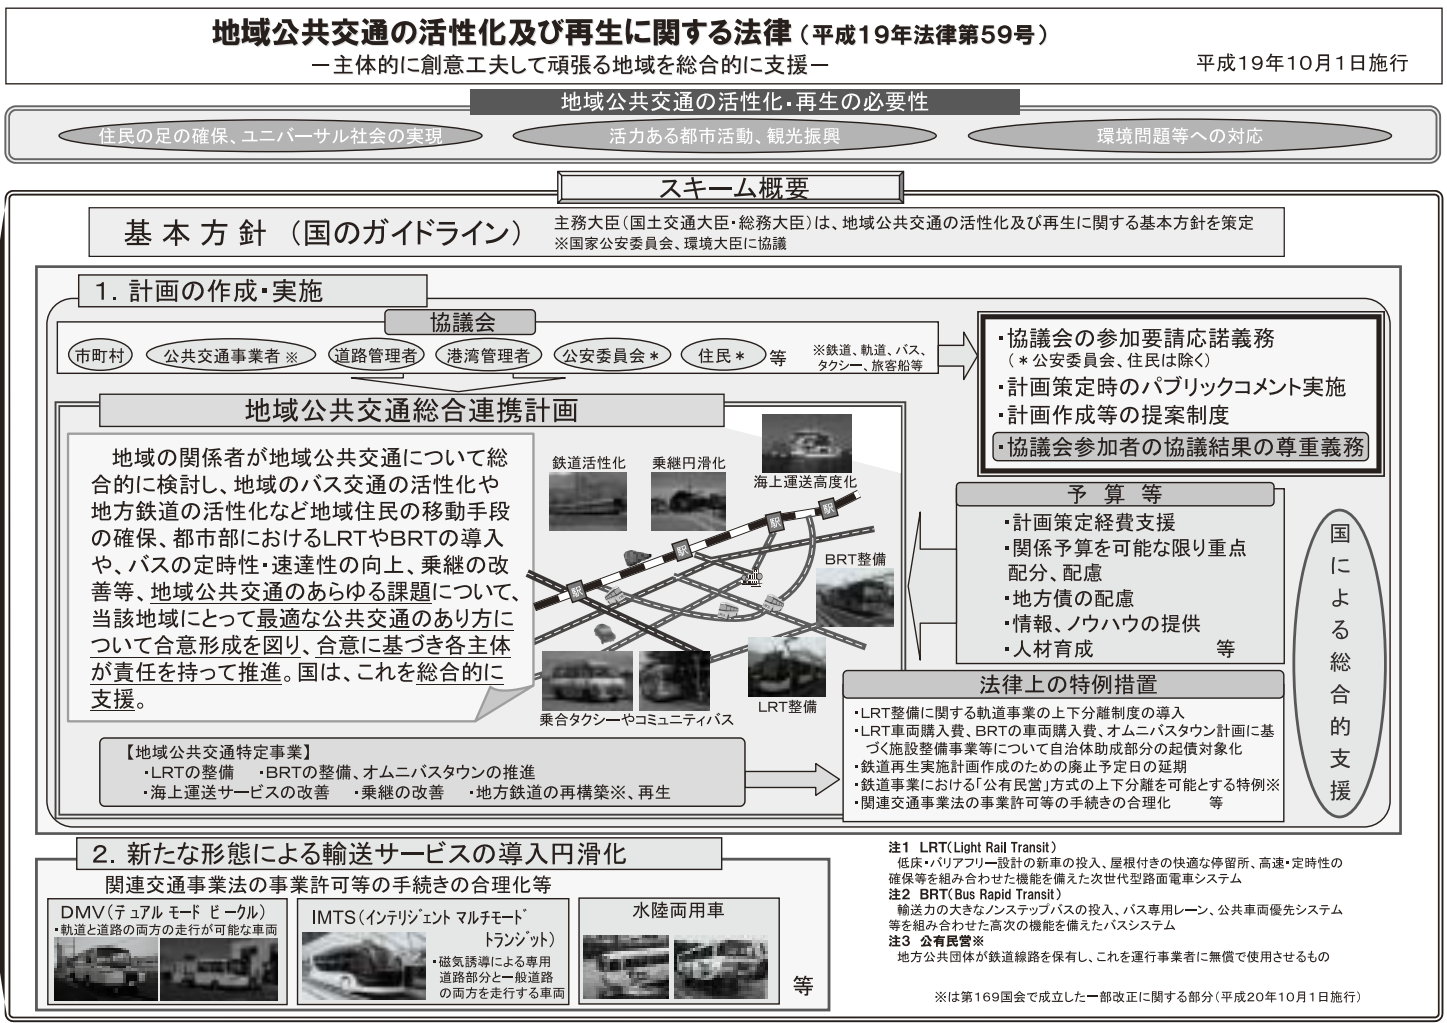 地域公共交通の活性化及び再生に関する法律（平成19年法律第59号）
－主体的に創意工夫して頑張る地域を総合的に支援－
平成19年10月1日施行
地域公共交通の活性化・再生の必要性
住民の足の確保、ユニバーサル社会の実現
活力ある都市活動、観光振興
環境問題等への対応
スキーム概要
基本方針（国のガイドライン）
主務大臣（国土交通大臣・総務大臣）は、地域公共交通の活性化及び再生に関する基本方針を策定
※国家公安委員会、環境大臣に協議
1．計画の作成・実施
協議会
市町村
公共交通事業者※
道路管理者
港湾管理者
公安委員会＊
住民＊
等
※鉄道、軌道、バス、
タクシー、旅客船等
・協議会の参加要請応諾義務
（＊公安委員会、住民は除く）
・計画策定時のパブリックコメント実施
・計画作成等の提案制度
・協議会参加者の協議結果の尊重義務
地域公共交通総合連携計画
地域の関係者が地域公共交通について総
合的に検討し、地域のバス交通の活性化や
地方鉄道の活性化など地域住民の移動手段
の確保、都市部におけるLRTやBRTの導入
や、バスの定時性・速達性の向上、乗継の改
善等、地域公共交通のあらゆる課題について、
当該地域にとって最適な公共交通のあり方に
ついて合意形成を図り、合意に基づき各主体
が責任を持って推進。国は、これを総合的に
支援。
鉄道活性化
乗継円滑化
海上運送高度化
駅
駅
駅
駅
BRT整備
LRT整備
乗合タクシーやコミュニティバス
予算等
・計画策定経費支援
・関係予算を可能な限り重点
配分、配慮
・地方債の配慮
・情報、ノウハウの提供
・人材育成　等
国による総合的支援
【地域公共交通特定事業】
・LRTの整備　・BRTの整備、オムニバスタウンの推進
・海上運送サービスの改善　・乗継の改善　・地方鉄道の再構築※、再生
法律上の特例措置
・LRT整備に関する軌道事業の上下分離制度の導入
・LRT車両購入費、BRTの車両購入費、オムニバスタウン計画に基
づく施設整備事業等について自治体助成部分の起債対象化
・鉄道再生実施計画作成のための廃止予定日の延期
・鉄道事業における「公有民営」方式の上下分離を可能とする特例※
・関連交通事業法の事業許可等の手続きの合理化　等
2．新たな形態による輸送サービスの導入円滑化
関連交通事業法の事業許可等の手続きの合理化等
DMV（デュアル モード ビークル）
・軌道と道路の両方の走行が可能な車両
IMTS（インテリジェント マルチモード
トランジット）
・磁気誘導による専用
道路部分と一般道路
の両方を走行する車両
水陸両用車
等
注1 LRT（Light Rail Transit）
低床・バリアフリー設計の新車の投入、屋根付きの快適な停留所、高速・定時性の
確保等を組み合わせた機能を備えた次世代型路面電車システム
注2 BRT（Bus Rapid Transit）
輸送力の大きなノンステップバスの投入、バス専用レーン、公共車両優先システム
等を組み合わせた高次の機能を備えたバスシステム
注3 公有民営※
地方公共団体が鉄道線路を保有し、これを運行事業者に無償で使用させるもの
※は第169国会で成立した一部改正に関する部分（平成20年10月1日施行）